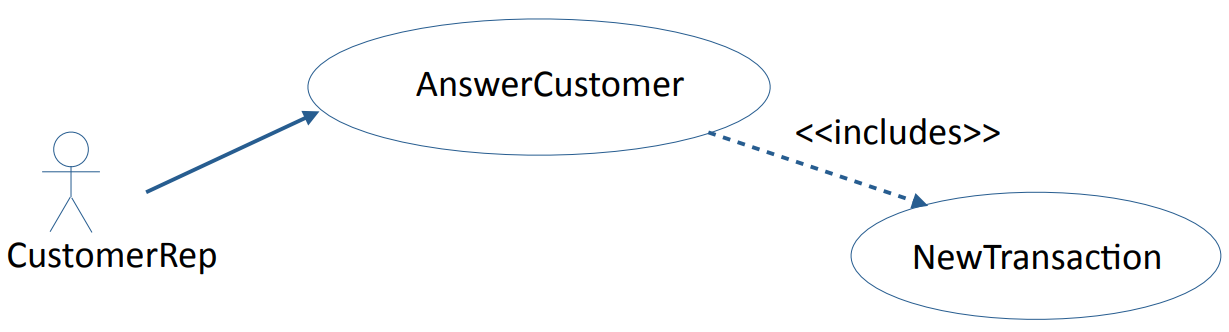 AnswerCustomer
<<includes>>
CustomerRep
NewTransaction